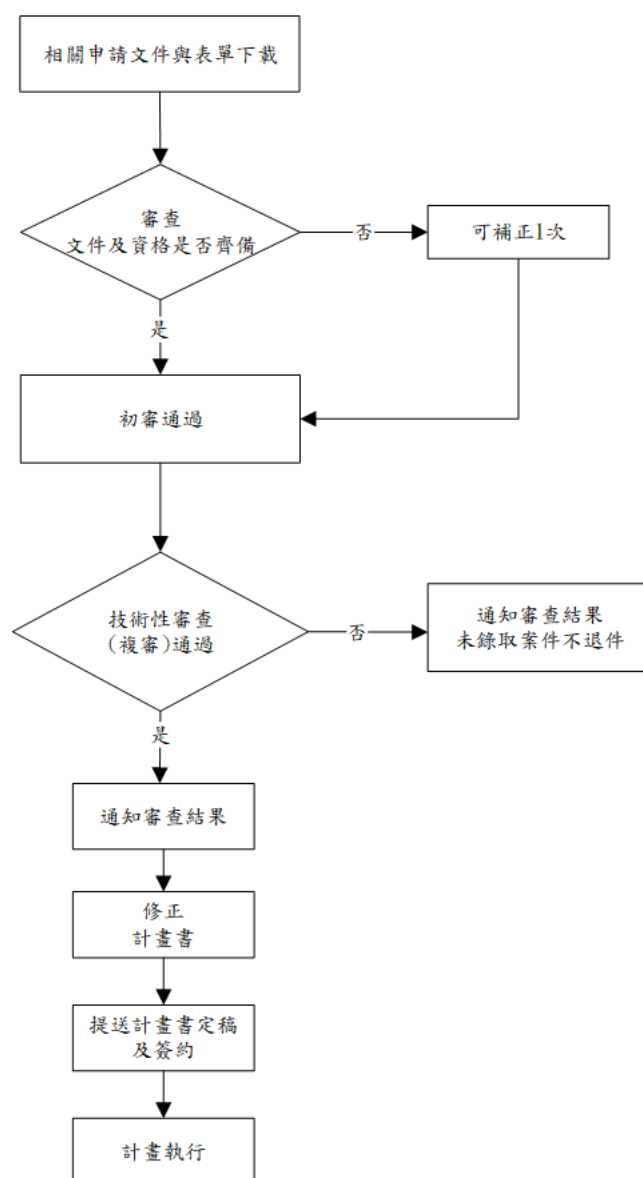 相關申請文件與表單下載
審查
文件及資格是否齊備
否
可補正1次
是
初審通過
技術性審查
(複審)通過
否
通知審查結果
未錄取案件不退件
是
通知審查結果
修正
計畫書
提送計畫書定稿
及簽約
計畫執行